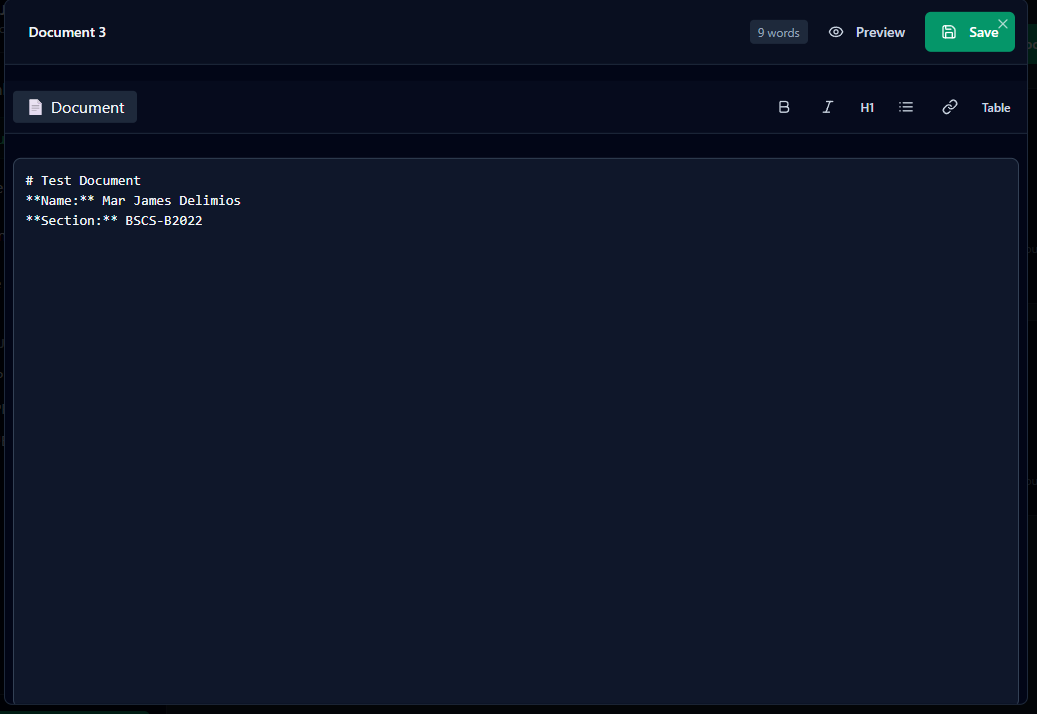 Document 3
9 words
Preview
Save
Document
B
I
H1
Table
# Test Document
**Name:** Mar James Delimios
**Section:** BSCS-B2022